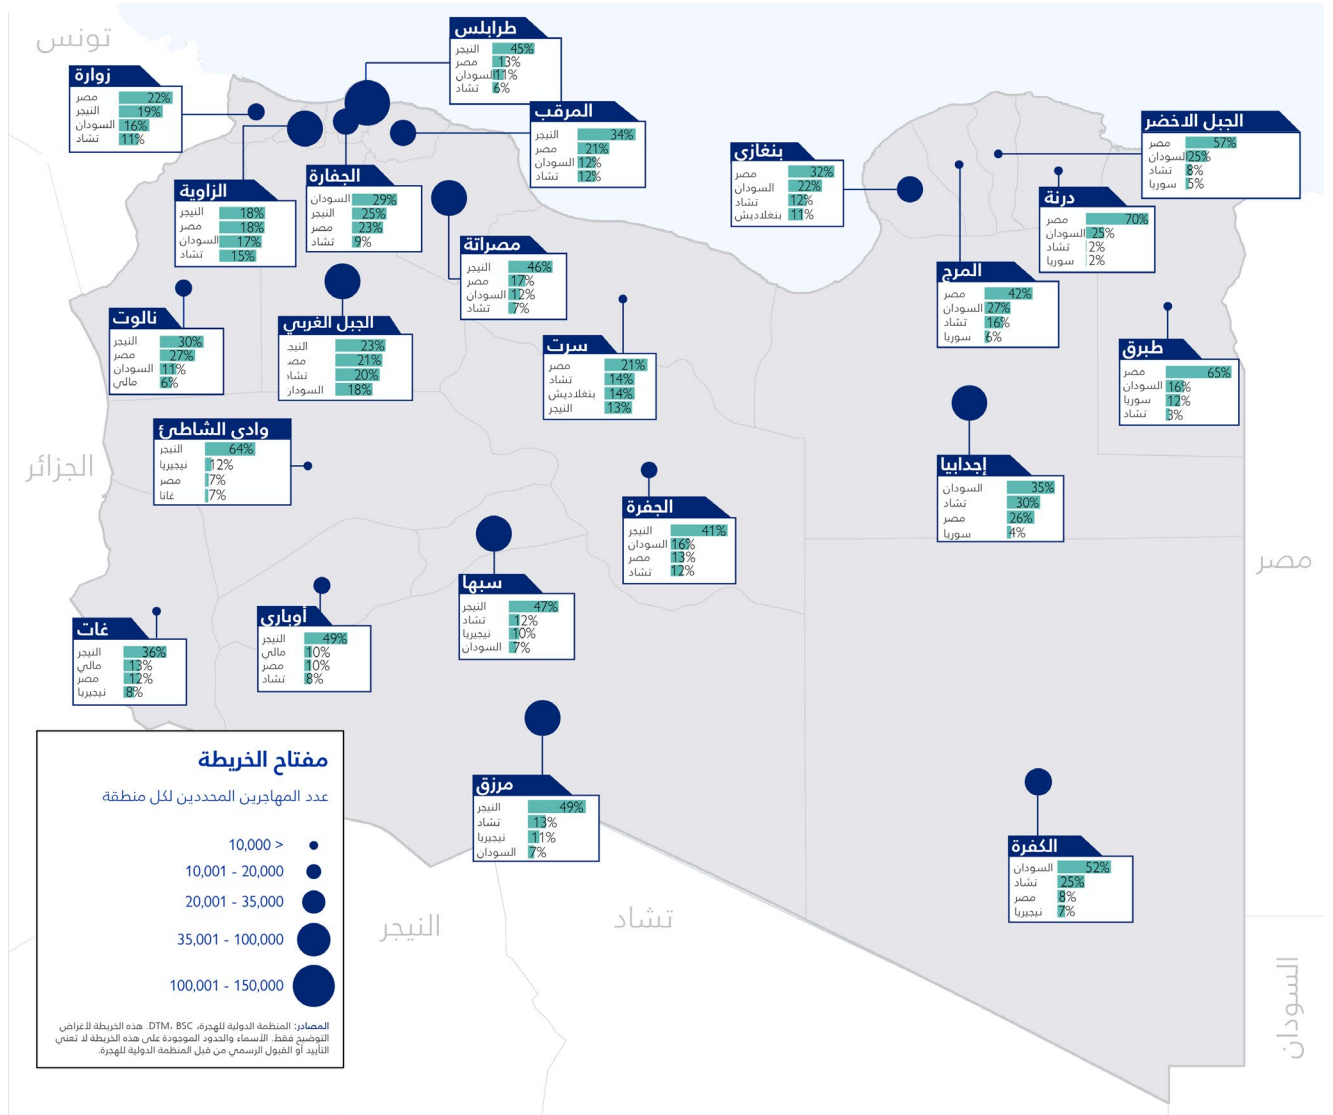 تونس
طرابلس
النيجر 45%
مصر 13%
السودان 11%
تشاد 6%
زوارة
مصر 22%
النيجر 19%
السودان 16%
تشاد 11%
المرقب
النيجر 34%
مصر 21%
السودان 12%
تشاد 12%
الجبل الاخضر
مصر 57%
السودان 25%
تشاد 8%
سوريا 5%
بنغازي
مصر 32%
السودان 22%
تشاد 12%
بنغلاديش 11%
الجفارة
السودان 29%
النيجر 25%
مصر 23%
تشاد 9%
الزاوية
النيجر 18%
مصر 18%
السودان 17%
تشاد 15%
درنة
مصر 70%
السودان 25%
تشاد 2%
سوريا 2%
مصراتة
النيجر 46%
مصر 17%
السودان 12%
تشاد 7%
المرج
مصر 42%
السودان 27%
تشاد 16%
سوريا 6%
نالوت
النيجر 30%
مصر 27%
السودان 11%
مالي 6%
الجبل الغربي
النيجر 23%
مصر 21%
تشاد 20%
السودان 18%
سرت
مصر 21%
تشاد 14%
بنغلاديش 14%
النيجر 13%
طبرق
مصر 65%
السودان 16%
سوريا 12%
تشاد 3%
وادي الشاطئ
النيجر 64%
نيجيريا 12%
مصر 7%
غانا 7%
الجزائر
إجدابيا
السودان 35%
تشاد 30%
مصر 26%
سوريا 4%
الجفرة
النيجر 41%
السودان 16%
مصر 13%
تشاد 12%
مصر
سبها
النيجر 47%
تشاد 12%
نيجيريا 10%
السودان 7%
أوباري
النيجر 49%
مالي 10%
مصر 10%
تشاد 8%
غات
النيجر 36%
مالي 13%
مصر 12%
نيجيريا 8%
مرزق
النيجر 49%
تشاد 13%
نيجيريا 11%
السودان 7%
الكفرة
السودان 52%
تشاد 25%
مصر 8%
نيجيريا 7%
تشاد
النيجر
السودان
مفتاح الخريطة
عدد المهاجرين المحددين لكل منطقة
10,000 >
10,001 - 20,000
20,001 - 35,000
35,001 - 100,000
100,001 - 150,000
المصادر: المنظمة الدولية للهجرة، DTM، BSC. هذه الخريطة لأغراض
التوضيح فقط. الأسماء والحدود الموجودة على هذه الخريطة لا تعني
التأييد أو القبول الرسمي من قبل المنظمة الدولية للهجرة.